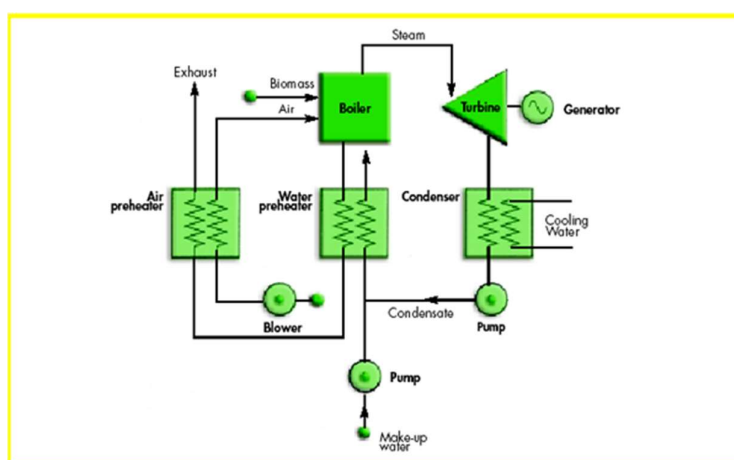 Steam
Exhaust
Biomass
Air
Boiler
Turbine
Generator
Air
preheater
Water
preheater
Condenser
Cooling
Water
Blower
Condensate
Pump
Pump
Make-up
water